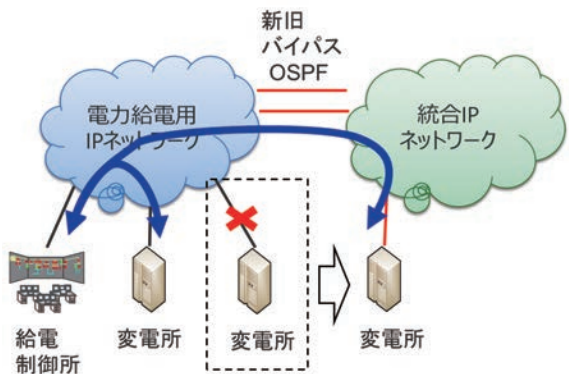 新旧
バイパス
OSPF
電力給電用
IPネットワーク
統合IP
ネットワーク
給電
制御所
変電所
変電所
変電所